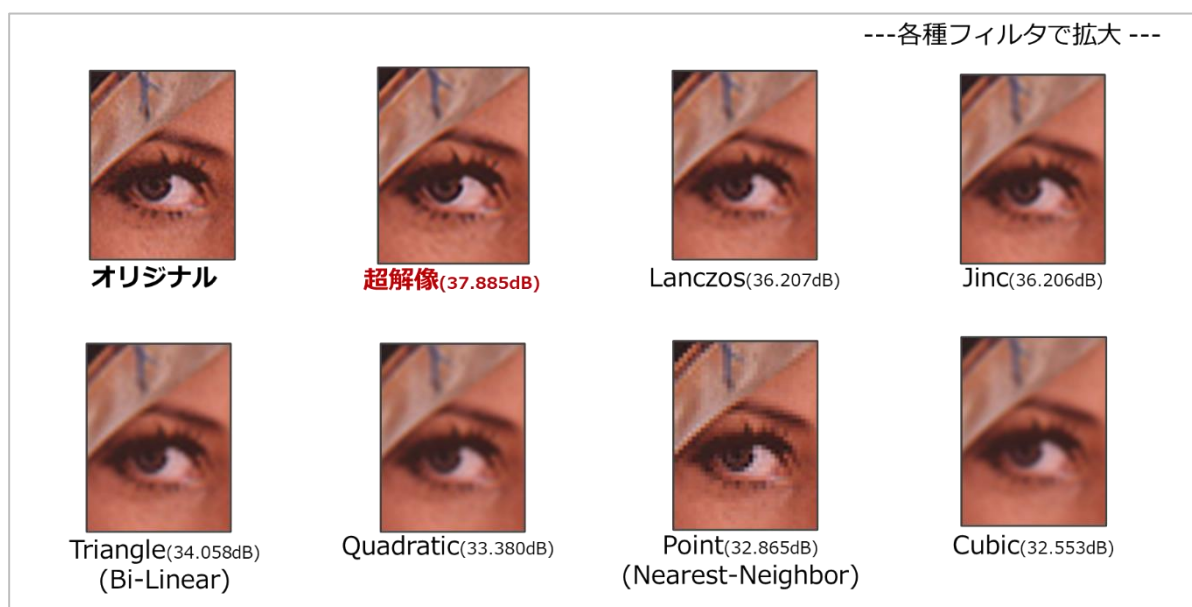 ---各種フィルタで拡大 ---
オリジナル
超解像(37.885dB)
Lanczos(36.207dB)
Jinc(36.206dB)
Triangle(34.058dB)
(Bi-Linear)
Quadratic(33.380dB)
Point(32.865dB)
(Nearest-Neighbor)
Cubic(32.553dB)